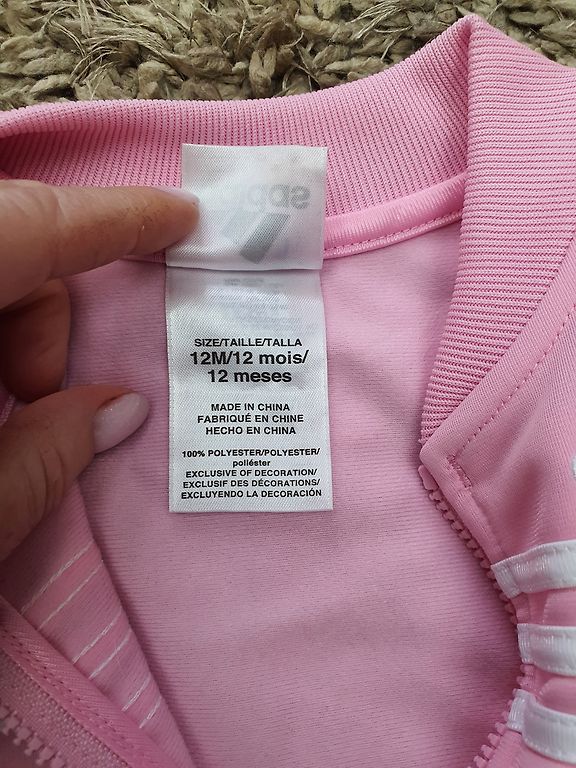 SIZE/TAILLE/TALLA
12M/12 mois/
12 meses
MADE IN CHINA
FABRIQUÉ EN CHINE
HECHO EN CHINA
100% POLYESTER/POLYESTER/
poliéster
EXCLUSIVE OF DECORATION/
EXCLUSIF DES DÉCORATIONS/
EXCLUYENDO LA DECORACIÓN